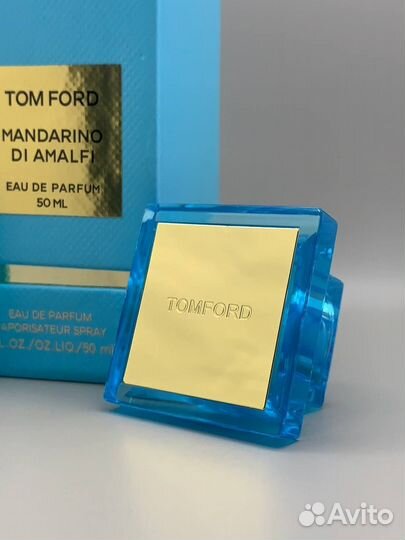 TOM FORD
MANDARINO
DI AMALFI
EAU DE PARFUM
50 ML
EAU DE PARFUM
VAPORISATEUR SPRAY
L.OZ./OZ.LIQ./50 ml
TOMFORD
Avito